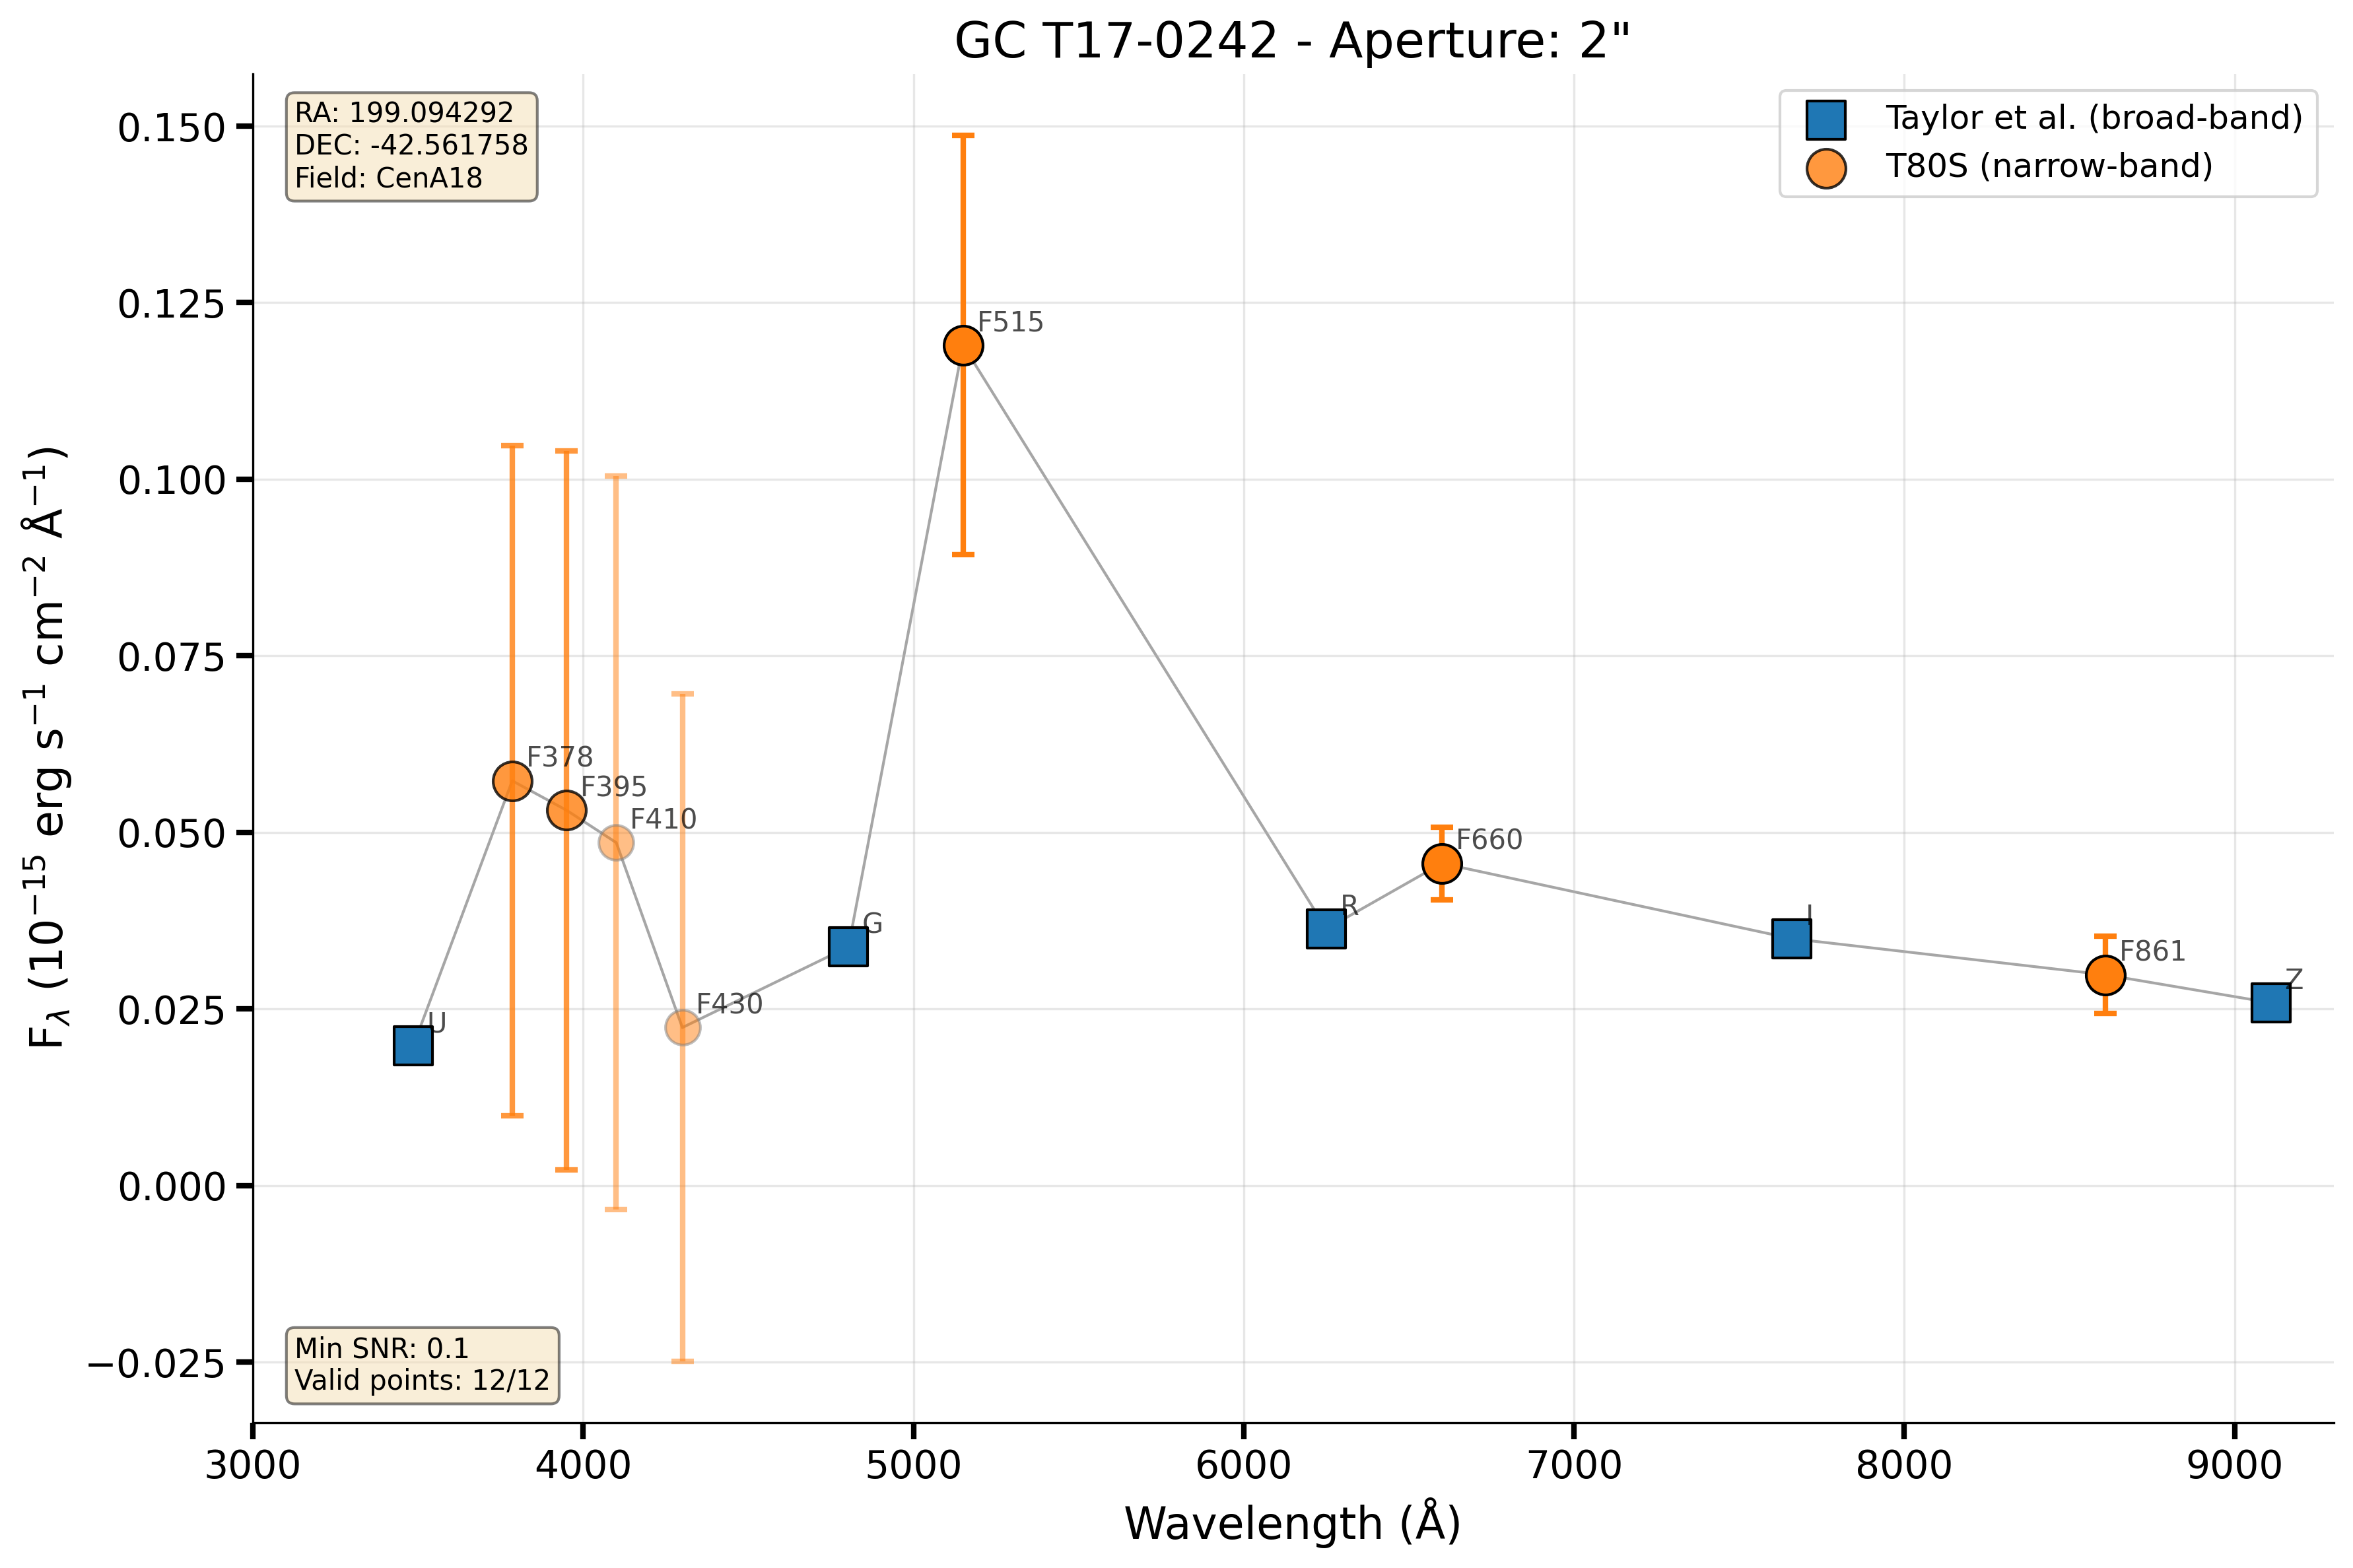 GC T17-0242 - Aperture: 2"
RA: 199.094292
DEC: -42.561758
Field: CenA18
Taylor et al. (broad-band)
T80S (narrow-band)
F_λ (10⁻¹⁵ erg s⁻¹ cm⁻² Å⁻¹)
0.150
0.125
0.100
0.075
0.050
0.025
0.000
−0.025
U
F378
F395
F410
F430
G
F515
R
F660
I
F861
Z
Min SNR: 0.1
Valid points: 12/12
3000 4000 5000 6000 7000 8000 9000
Wavelength (Å)